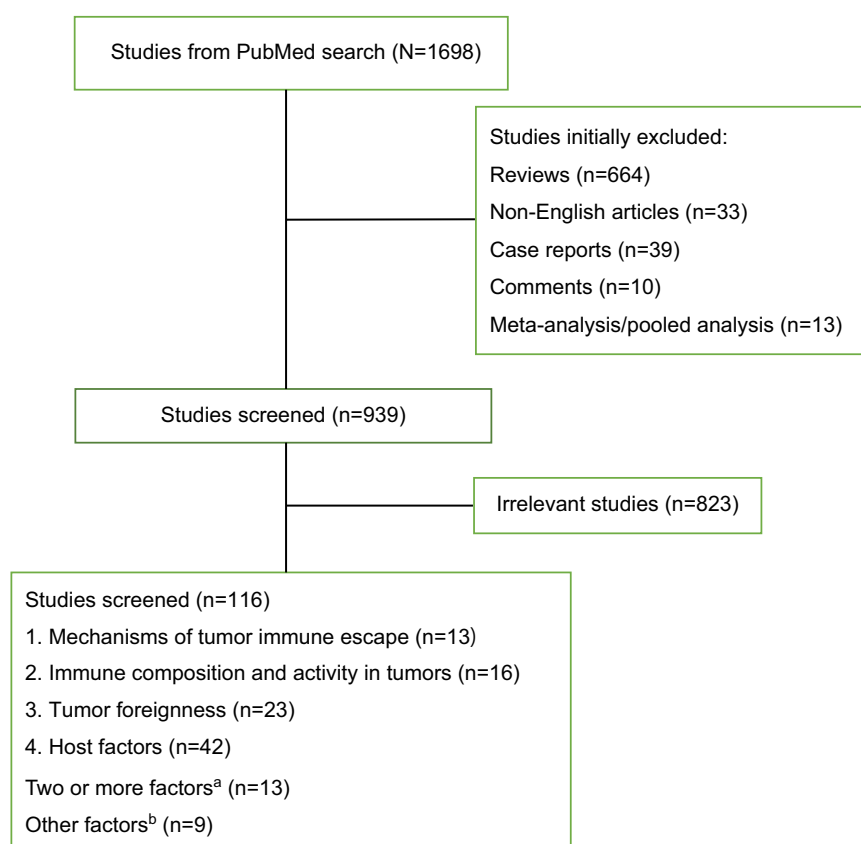 Studies from PubMed search (N=1698)
Studies initially excluded:
Reviews (n=664)
Non-English articles (n=33)
Case reports (n=39)
Comments (n=10)
Meta-analysis/pooled analysis (n=13)
Studies screened (n=939)
Irrelevant studies (n=823)
Studies screened (n=116)
1. Mechanisms of tumor immune escape (n=13)
2. Immune composition and activity in tumors (n=16)
3. Tumor foreignness (n=23)
4. Host factors (n=42)
Two or more factorsᵃ (n=13)
Other factorsᵇ (n=9)